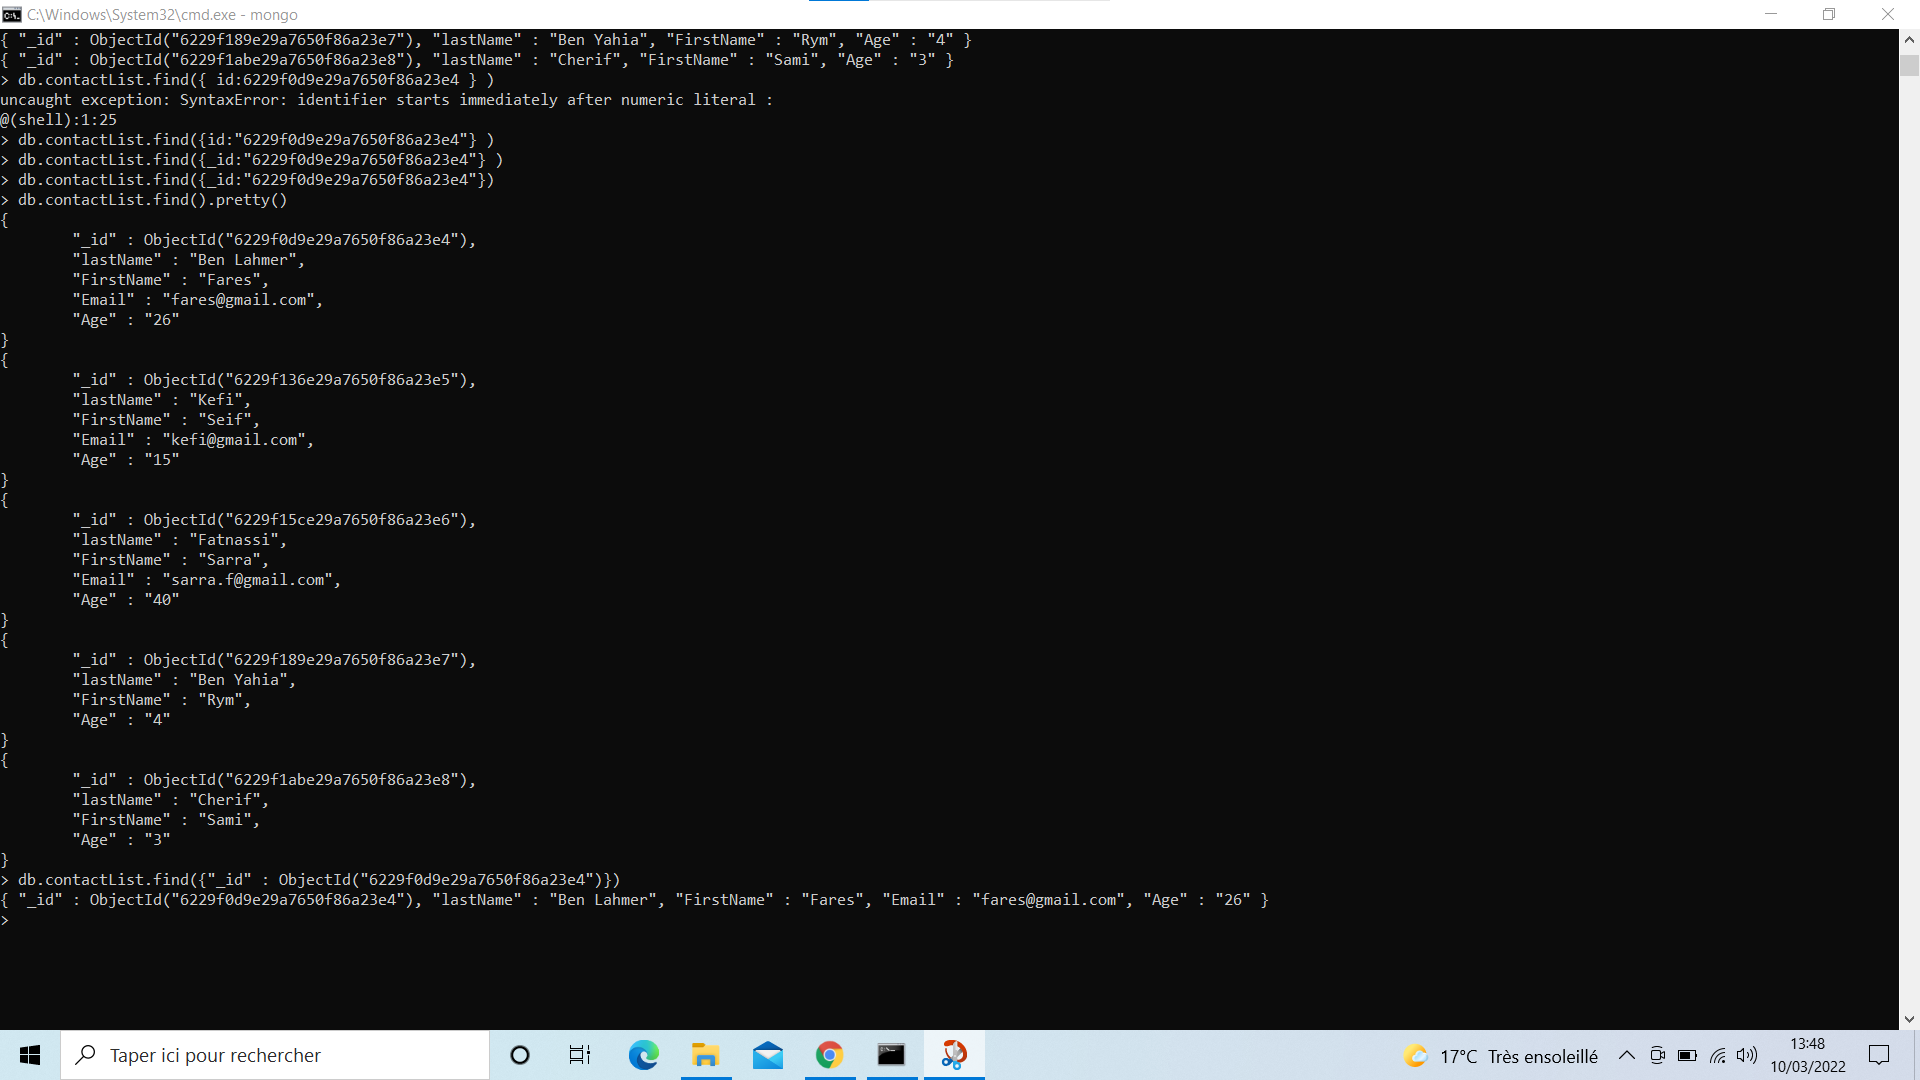 C:\Windows\System32\cmd.exe - mongo
{ "_id" : ObjectId("6229f189e29a7650f86a23e7"), "lastName" : "Ben Yahia", "FirstName" : "Rym", "Age" : "4" }
{ "_id" : ObjectId("6229f1abe29a7650f86a23e8"), "lastName" : "Cherif", "FirstName" : "Sami", "Age" : "3" }
> db.contactList.find({ id:6229f0d9e29a7650f86a23e4 } )
uncaught exception: SyntaxError: identifier starts immediately after numeric literal :
@(shell):1:25
> db.contactList.find({id:"6229f0d9e29a7650f86a23e4"} )
> db.contactList.find({_id:"6229f0d9e29a7650f86a23e4"} )
> db.contactList.find({_id:"6229f0d9e29a7650f86a23e4"})
> db.contactList.find().pretty()
{
"_id" : ObjectId("6229f0d9e29a7650f86a23e4"),
"lastName" : "Ben Lahmer",
"FirstName" : "Fares",
"Email" : "fares@gmail.com",
"Age" : "26"
}
{
"_id" : ObjectId("6229f136e29a7650f86a23e5"),
"lastName" : "Kefi",
"FirstName" : "Seif",
"Email" : "kefi@gmail.com",
"Age" : "15"
}
{
"_id" : ObjectId("6229f15ce29a7650f86a23e6"),
"lastName" : "Fatnassi",
"FirstName" : "Sarra",
"Email" : "sarra.f@gmail.com",
"Age" : "40"
}
{
"_id" : ObjectId("6229f189e29a7650f86a23e7"),
"lastName" : "Ben Yahia",
"FirstName" : "Rym",
"Age" : "4"
}
{
"_id" : ObjectId("6229f1abe29a7650f86a23e8"),
"lastName" : "Cherif",
"FirstName" : "Sami",
"Age" : "3"
}
> db.contactList.find({"_id" : ObjectId("6229f0d9e29a7650f86a23e4")})
{ "_id" : ObjectId("6229f0d9e29a7650f86a23e4"), "lastName" : "Ben Lahmer", "FirstName" : "Fares", "Email" : "fares@gmail.com", "Age" : "26" }
>
Taper ici pour rechercher
17°C Très ensoleillé
13:48
10/03/2022